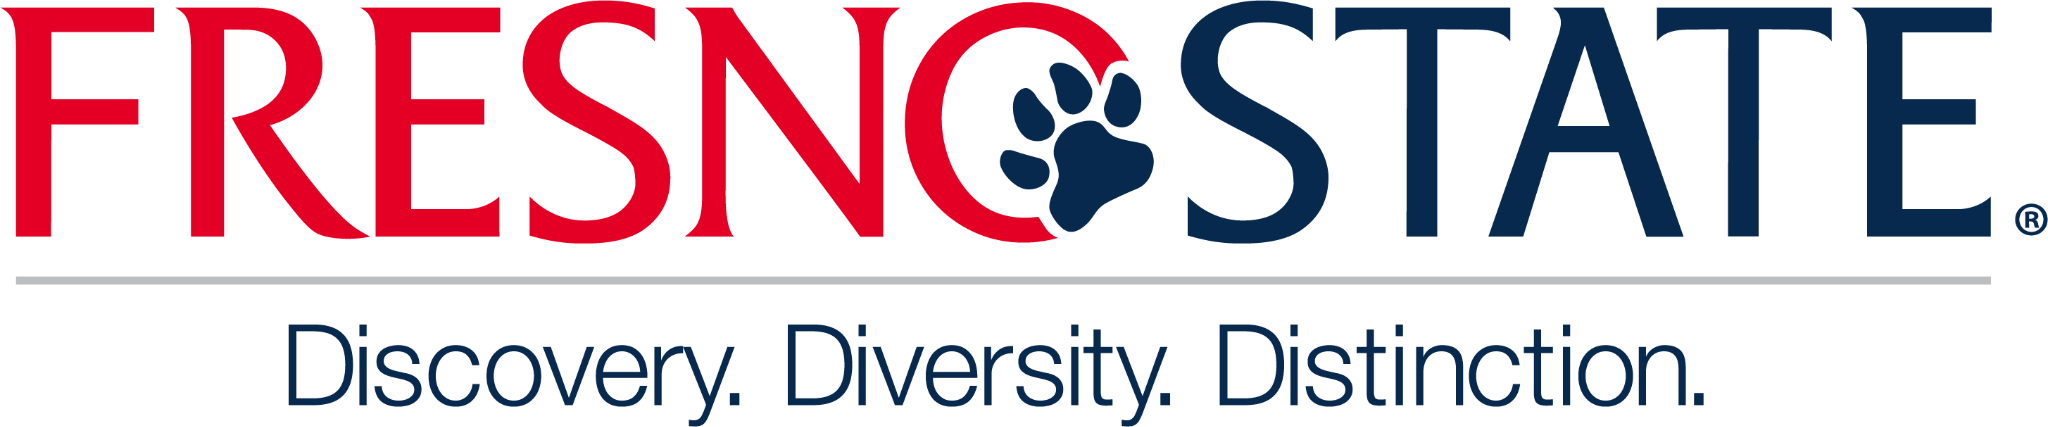 FRESNO STATE®
Discovery. Diversity. Distinction.